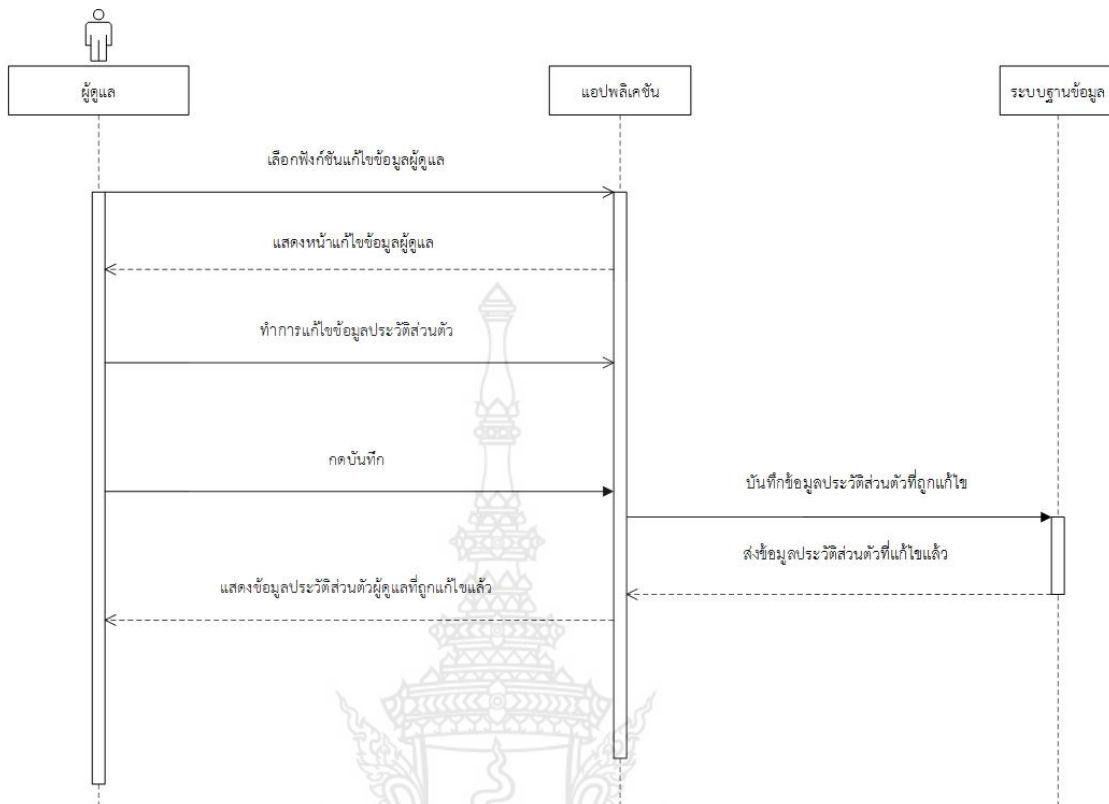 ผู้ดูแล
แอปพลิเคชัน
ระบบฐานข้อมูล
เลือกฟังก์ชันแก้ไขข้อมูลผู้ดูแล
แสดงหน้าแก้ไขข้อมูลผู้ดูแล
ทำการแก้ไขข้อมูลประวัติส่วนตัว
กดบันทึก
บันทึกข้อมูลประวัติส่วนตัวที่ถูกแก้ไข
ส่งข้อมูลประวัติส่วนตัวที่แก้ไขแล้ว
แสดงข้อมูลประวัติส่วนตัวผู้ดูแลที่ถูกแก้ไขแล้ว